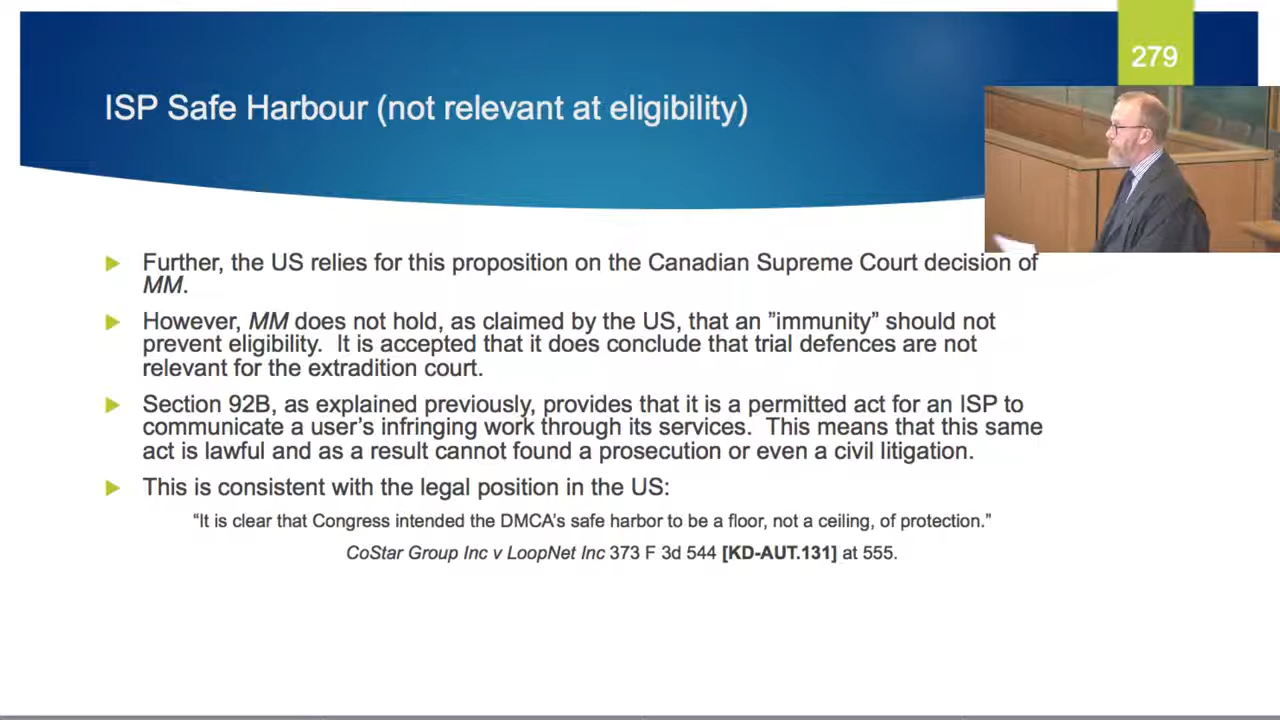 279
ISP Safe Harbour (not relevant at eligibility)
Further, the US relies for this proposition on the Canadian Supreme Court decision of
MM.
However, MM does not hold, as claimed by the US, that an ”immunity” should not
prevent eligibility. It is accepted that it does conclude that trial defences are not
relevant for the extradition court.
Section 92B, as explained previously, provides that it is a permitted act for an ISP to
communicate a user’s infringing work through its services. This means that this same
act is lawful and as a result cannot found a prosecution or even a civil litigation.
This is consistent with the legal position in the US:
“It is clear that Congress intended the DMCA’s safe harbor to be a floor, not a ceiling, of protection.”
CoStar Group Inc v LoopNet Inc 373 F 3d 544 [KD-AUT.131] at 555.